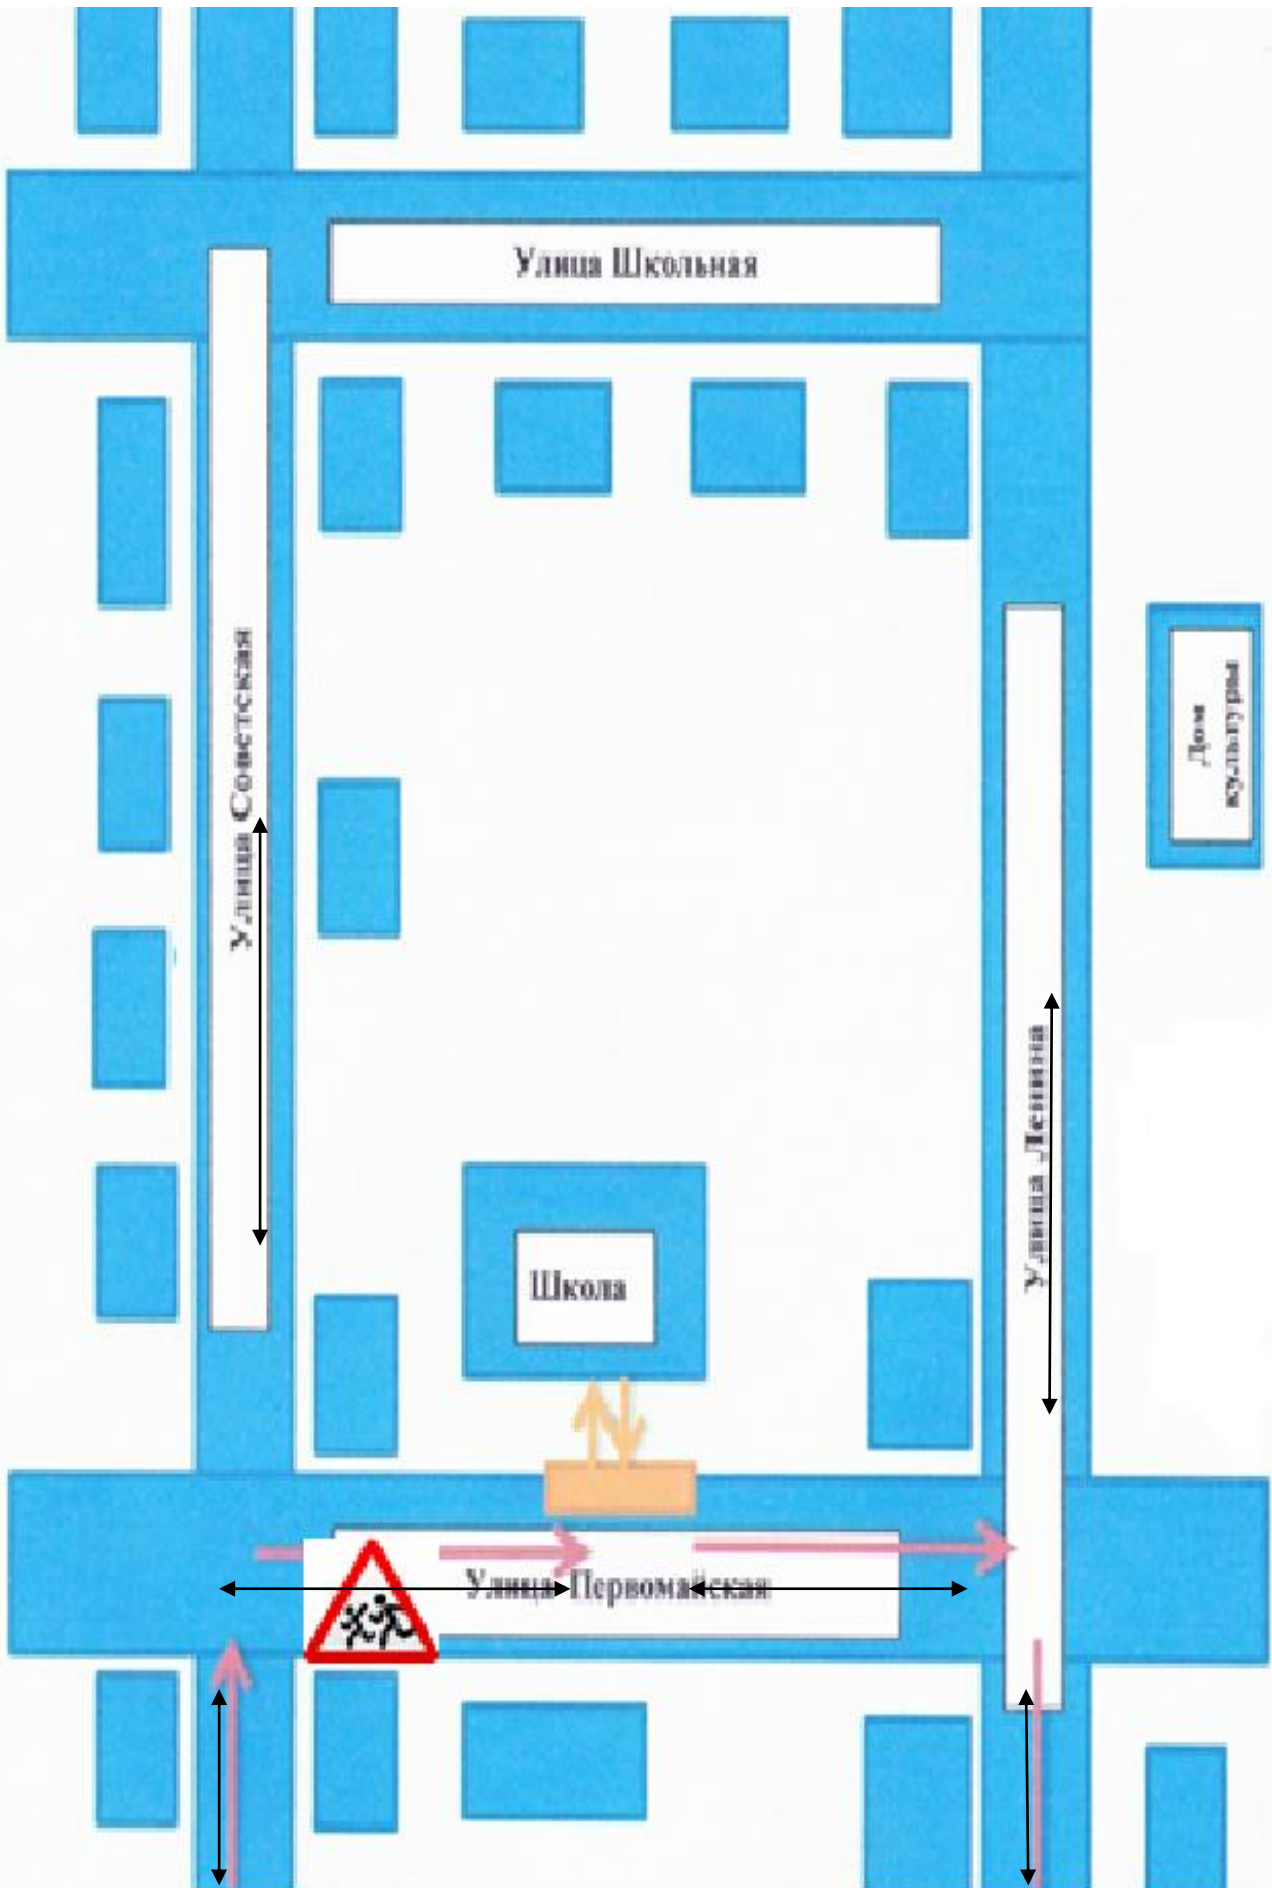 Улица Школьная
Улица Советская
Дом
культуры
Улица Ленина
Школа
Улица Первомайская